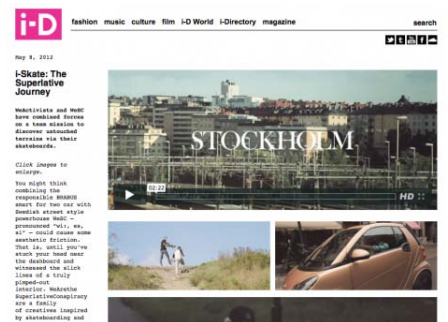 i-D
fashion music culture film i-D World i-Directory magazine
search
May 8, 2012
i-Skate: The
Superlative
Journey
WeActivists and WeSC
have combined forces
on a team mission to
discover untouched
terrains via their
skateboards.
Click images to
enlarge.
You might think
combining the
responsible BRABUS
smart for two car with
Swedish street style
powerhouse WeSC –
pronounced "wi:, es,
si" – could cause some
aesthetic friction.
That is, until you've
stuck your head near
the dashboard and
witnessed the slick
lines of a truly
pimped-out
interior. WeAretheSuperlativeConspiracy
are a family
of creatives inspired
by skateboarding and
STOCKHOLM
02:22
HD